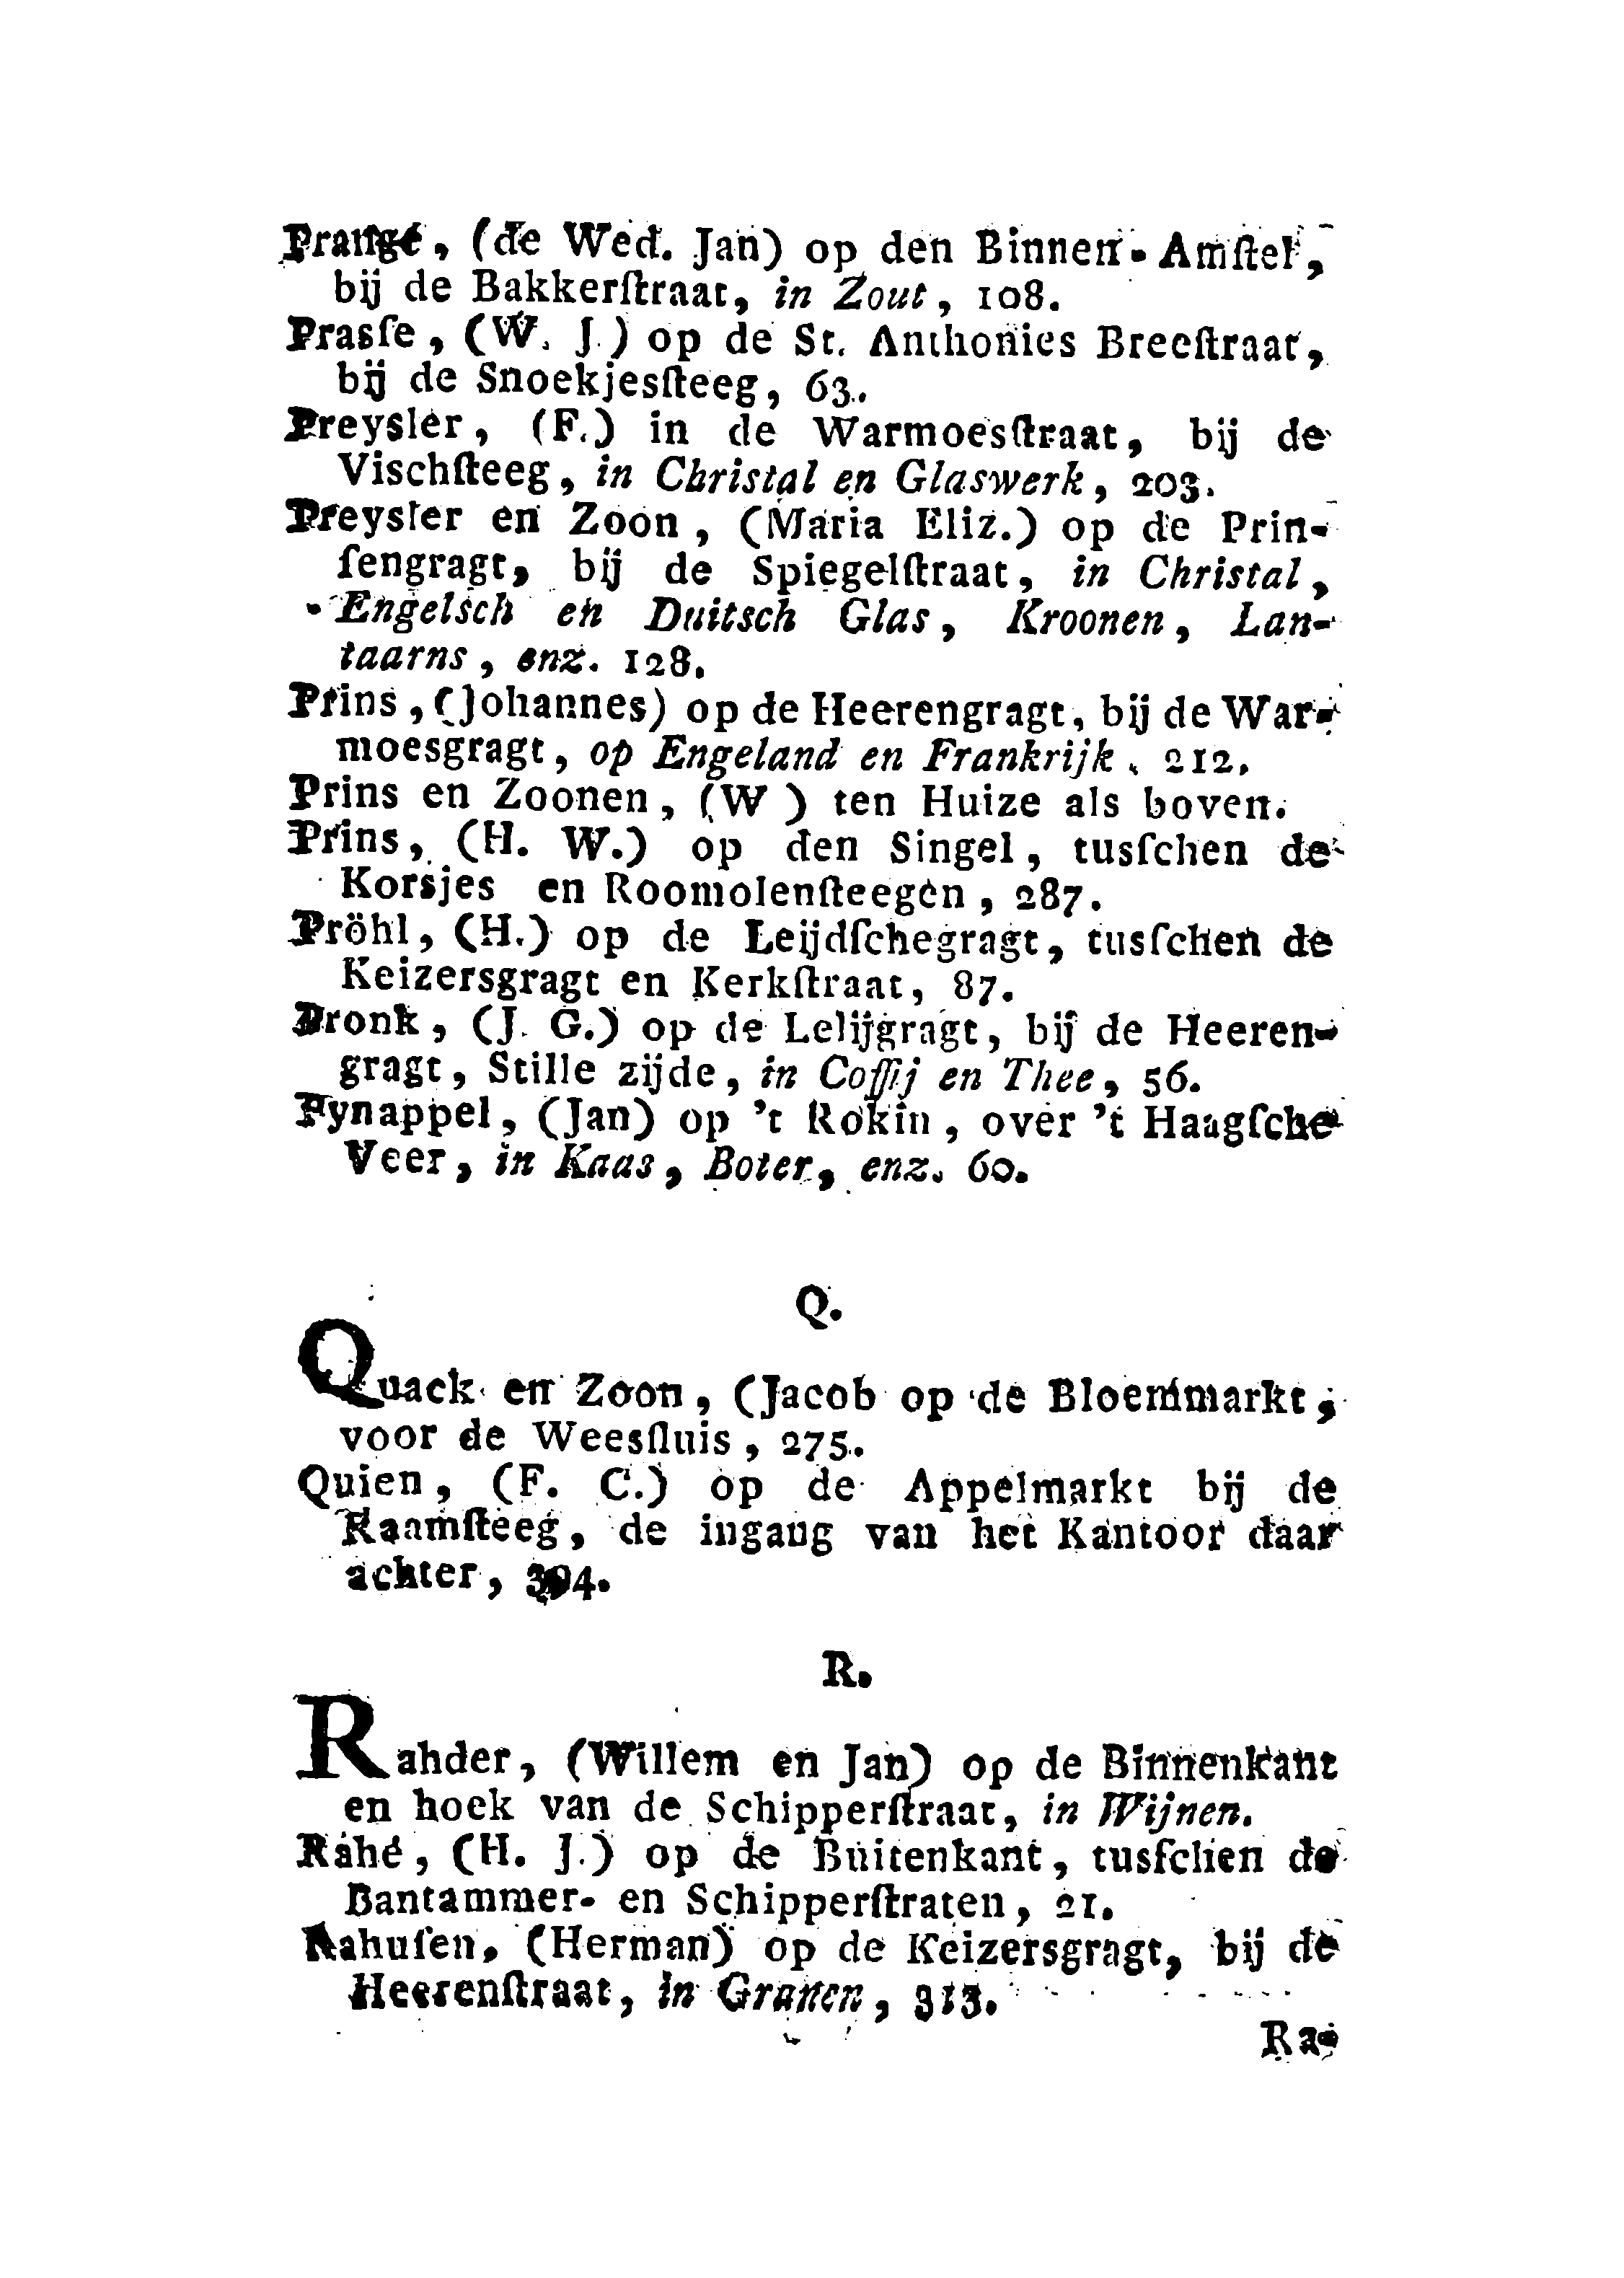 Prangé, (de Wed. Jan) op den Binnen-Amſtel,
bij de Bakkerſtraat, in Zout, 108.
Prasſe, (W. J.) op de St. Anthonies Breeſtraat,
bij de Snoekjesſteeg, 63.
Preysler, (F.) in de Warmoesſtraat, bij de
Vischſteeg, in Christal en Glaswerk, 203.
Preysler en Zoon, (Maria Eliz.) op de Prin-
ſengragt, bij de Spiegelſtraat, in Christal,
Engelsch en Duitsch Glas, Kroonen, Lan-
taarns, enz. 128.
Prins, (Johannes) op de Heerengragt, bij de War-
moesgragt, op Engeland en Frankrijk, 212.
Prins en Zoonen, (W ) ten Huize als boven.
Prins, (H. W.) op den Singel, tusſchen de
Korsjes en Roomolenſteegen, 287.
Pröhl, (H.) op de Leijdſchegragt, tusſchen de
Keizersgragt en Kerkſtraat, 87.
Pronk, (J. G.) op de Lelijgragt, bij de Heeren-
gragt, Stille zijde, in Coffij en Thee, 56.
Pynappel, (Jan) op 't Rokin, over 't Haagſche
Veer, in Kaas, Boter, enz. 60.
Q.
Quack en Zoon, (Jacob op de Bloemmarkt,
voor de Weesſluis, 275.
Quien, (F. C.) op de Appelmarkt bij de
Raamſteeg, de ingang van het Kantoor daar
achter,
R.
Rahder, (Willem en Jan) op de Binnenkant
en hoek van de Schipperſtraat, in Wijnen.
Rahé, (H. J.) op de Buitenkant, tusſchen de
Bantammer- en Schipperſtraten, 21.
Rahuſen, (Herman) op de Keizersgragt, bij de
Heerenſtraat, in Granen, 313.
Ra-